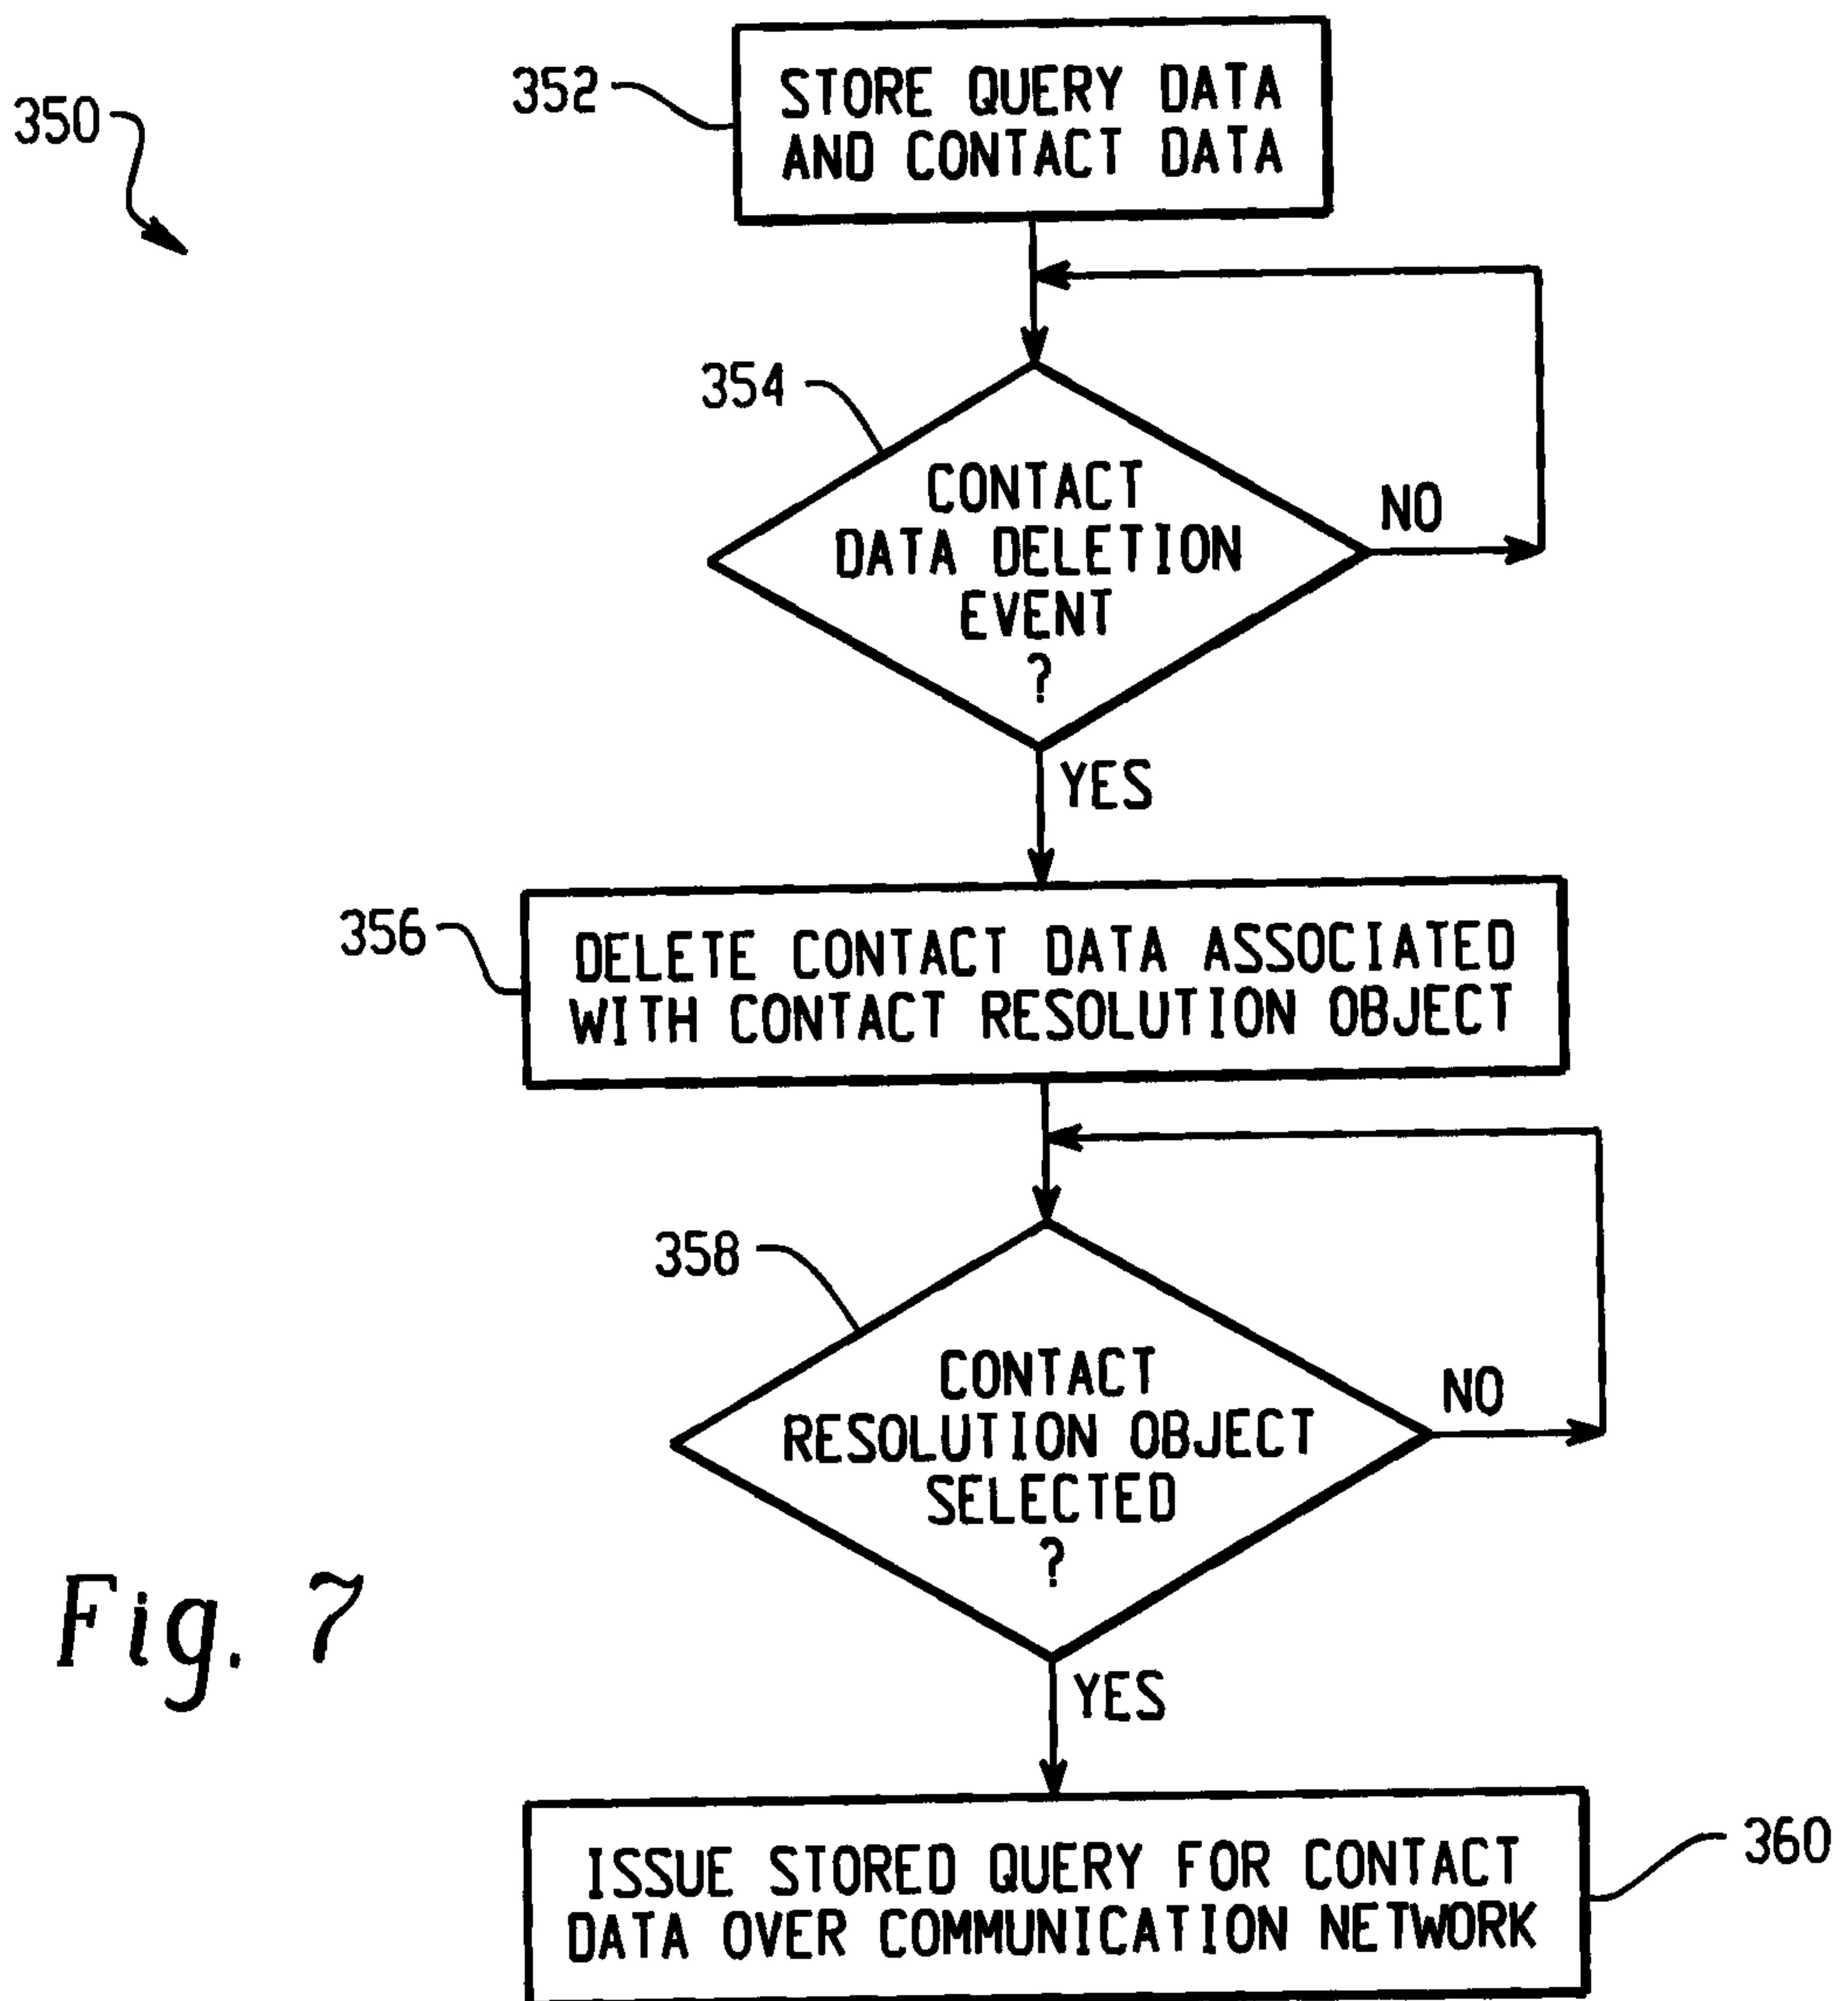 350
352
STORE QUERY DATA
AND CONTACT DATA
354
CONTACT
DATA DELETION
EVENT
?
NO
YES
356
DELETE CONTACT DATA ASSOCIATED
WITH CONTACT RESOLUTION OBJECT
358
CONTACT
RESOLUTION OBJECT
SELECTED
?
NO
YES
Fig. 7
ISSUE STORED QUERY FOR CONTACT
DATA OVER COMMUNICATION NETWORK
360